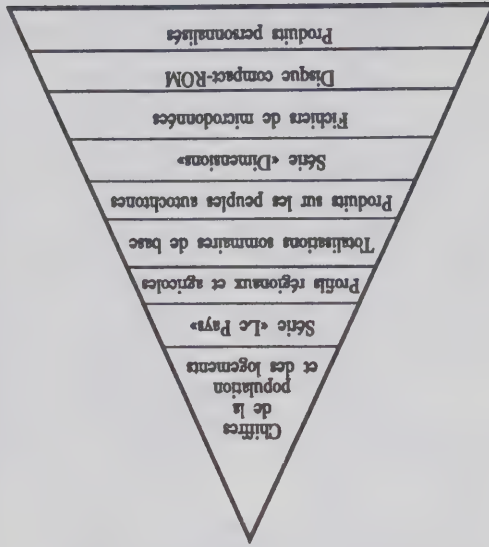 Chiffres
de la
population
et des logements
Série «Le Pays»
Profils régionaux et agricoles
Totalisations sommaires de base
Produits sur les peuples autochtones
Série «Dimensions»
Fichiers de microdonnées
Disque compact-ROM
Produits personnalisés